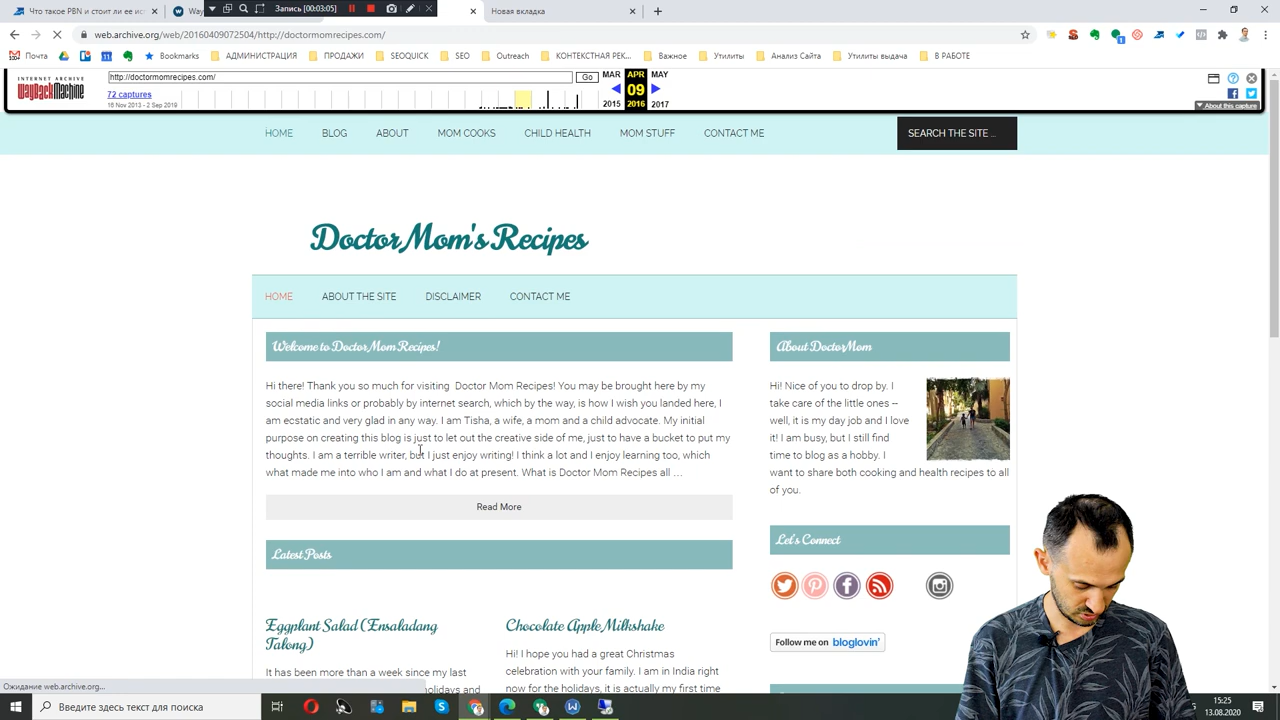 Что такое PBN и стоит ли ее ис
Way
Запись [00:03:05]
Новая вкладка
web.archive.org/web/20160409072504/http://doctormomrecipes.com/
Почта
Bookmarks
АДМИНИСТРАЦИЯ
ПРОДАЖИ
SEOQUICK
SEO
Outreach
КОНТЕКСТНАЯ РЕК...
Важное
Утилиты
Анализ Сайта
Утилиты выдача
В РАБОТЕ
INTERNET ARCHIVE
WayBackMachine
http://doctormomrecipes.com/
Go
MAR
APR
MAY
72 captures
09
16 Nov 2013 - 2 Sep 2019
2015
2016
2017
About this capture
HOME
BLOG
ABOUT
MOM COOKS
CHILD HEALTH
MOM STUFF
CONTACT ME
SEARCH THE SITE ...
Doctor Mom's Recipes
HOME
ABOUT THE SITE
DISCLAIMER
CONTACT ME
Welcome to Doctor Mom Recipes!
Hi there! Thank you so much for visiting Doctor Mom Recipes! You may be brought here by my
social media links or probably by internet search, which by the way, is how I wish you landed here, I
am ecstatic and very glad in any way. I am Tisha, a wife, a mom and a child advocate. My initial
purpose on creating this blog is just to let out the creative side of me, just to have a bucket to put my
thoughts. I am a terrible writer, but I just enjoy writing! I think a lot and I enjoy learning too, which
what made me into who I am and what I do at present. What is Doctor Mom Recipes all …
Read More
Latest Posts
Eggplant Salad (Ensaladang
Talong)
It has been more than a week since my last
holidays and
Chocolate Apple Milkshake
Hi! I hope you had a great Christmas
celebration with your family. I am in India right
now for the holidays, it is actually my first time
About DoctorMom
Hi! Nice of you to drop by. I
take care of the little ones --
well, it is my day job and I love
it! I am busy, but I still find
time to blog as a hobby. I
want to share both cooking and health recipes to all
of you.
Let's Connect
Follow me on bloglovin'
Ожидание web.archive.org...
Введите здесь текст для поиска
15:25
13.08.2020